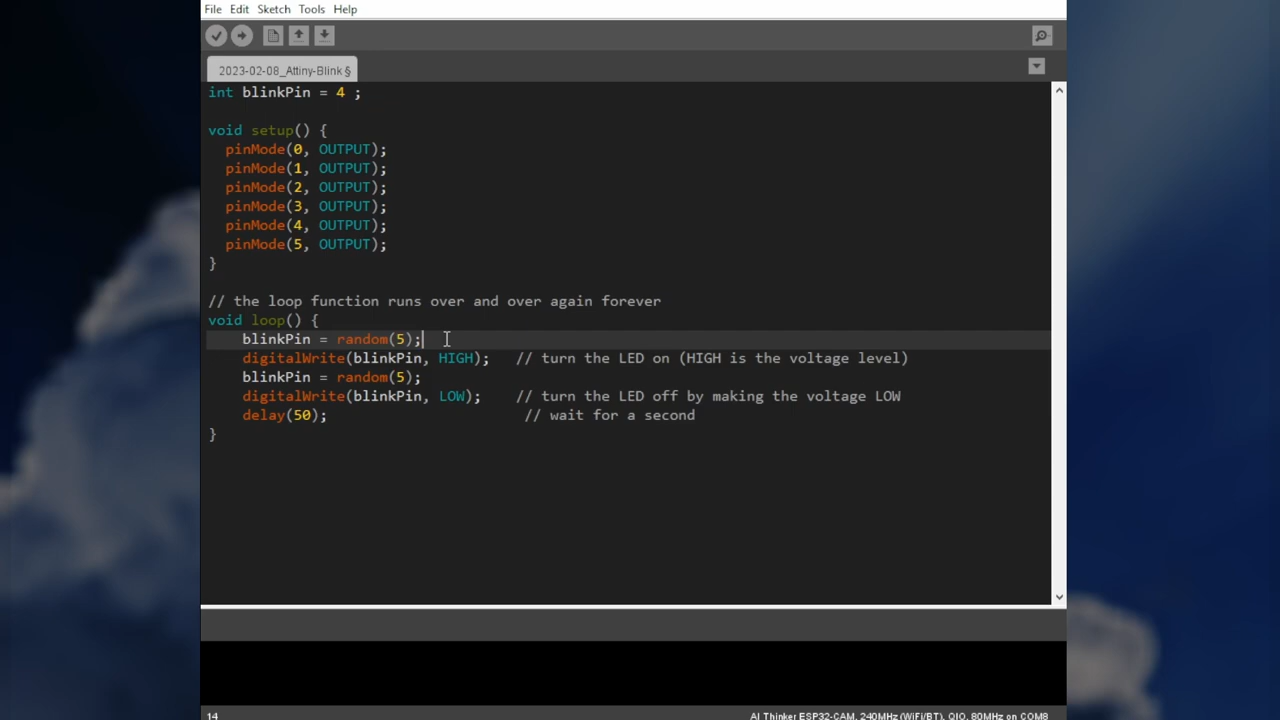 File Edit Sketch Tools Help
2023-02-08_Attiny-Blink §
int blinkPin = 4 ;
void setup() {
pinMode(0, OUTPUT);
pinMode(1, OUTPUT);
pinMode(2, OUTPUT);
pinMode(3, OUTPUT);
pinMode(4, OUTPUT);
pinMode(5, OUTPUT);
}
// the loop function runs over and over again forever
void loop() {
blinkPin = random(5);
digitalWrite(blinkPin, HIGH); // turn the LED on (HIGH is the voltage level)
blinkPin = random(5);
digitalWrite(blinkPin, LOW); // turn the LED off by making the voltage LOW
delay(50); // wait for a second
}
14 AI Thinker ESP32-CAM, 240MHz (WiFi/BT), QIO, 80MHz on COM8